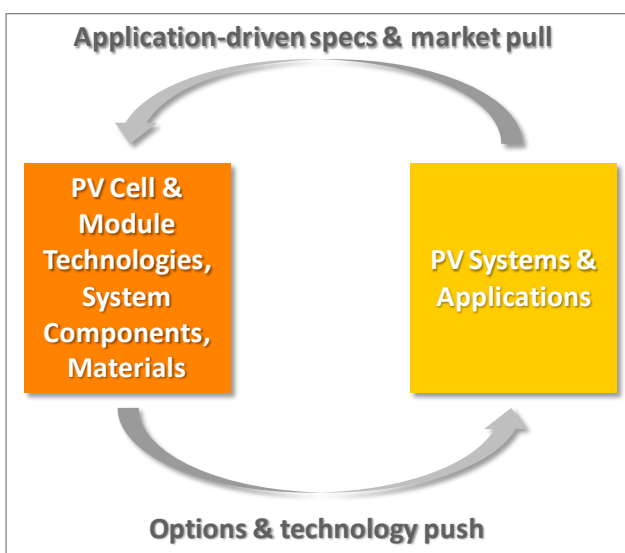 Application-driven specs & market pull
PV Cell &
Module
Technologies,
System
Components,
Materials
PV Systems &
Applications
Options & technology push